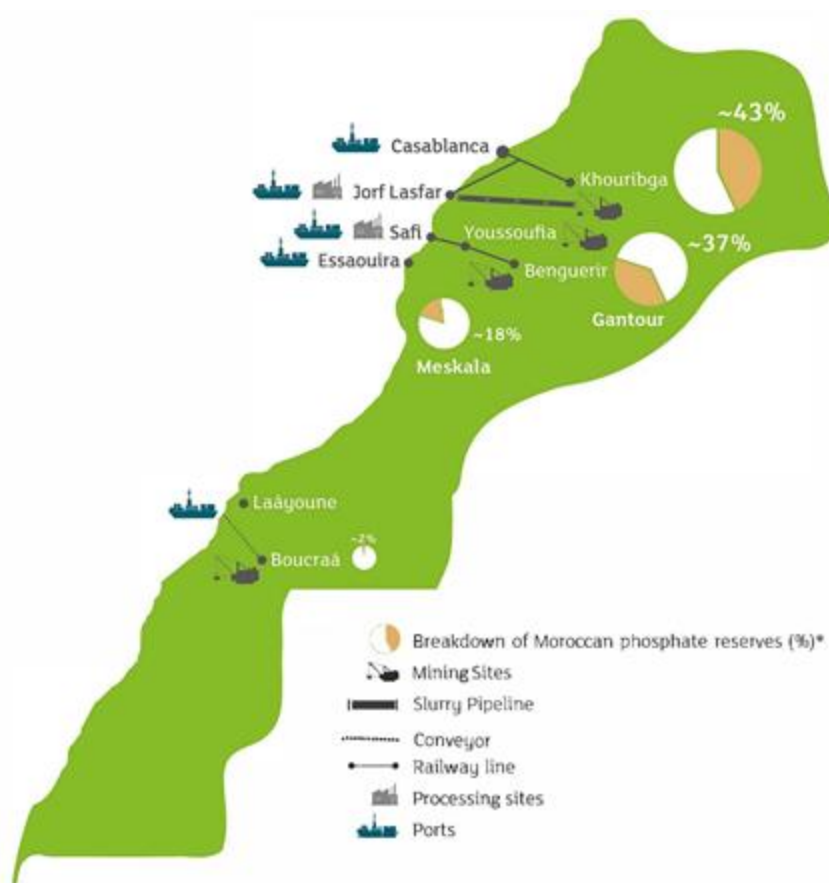 ~43%
Casablanca
Khouribga
Jorf Lasfar
Safi
Youssoufia
~37%
Essaouira
Benguerir
Gantour
~18%
Meskala
Laâyoune
~2%
Boucraâ
Breakdown of Moroccan phosphate reserves (%)*
Mining Sites
Slurry Pipeline
Conveyor
Railway line
Processing sites
Ports